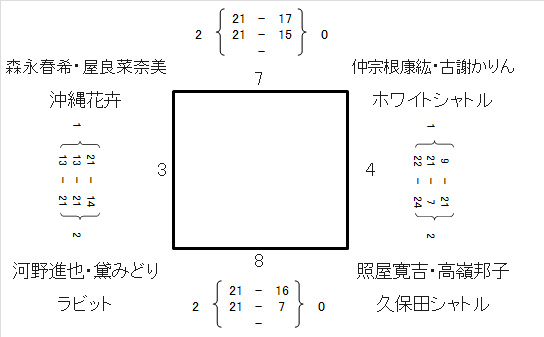 21 － 17
2 21 － 15 0
－
森永春希・屋良菜奈美 仲宗根康紘・古謝かりん
7
沖縄花卉 ホワイトシャトル
1 1
21 － 14 9 － 21
13 － 21 21 － 7
13 － 21 22 － 24
2 2
3 4
8
河野進也・黛みどり 照屋寛吉・高嶺邦子
ラビット 久保田シャトル
21 － 16
2 21 － 7 0
－